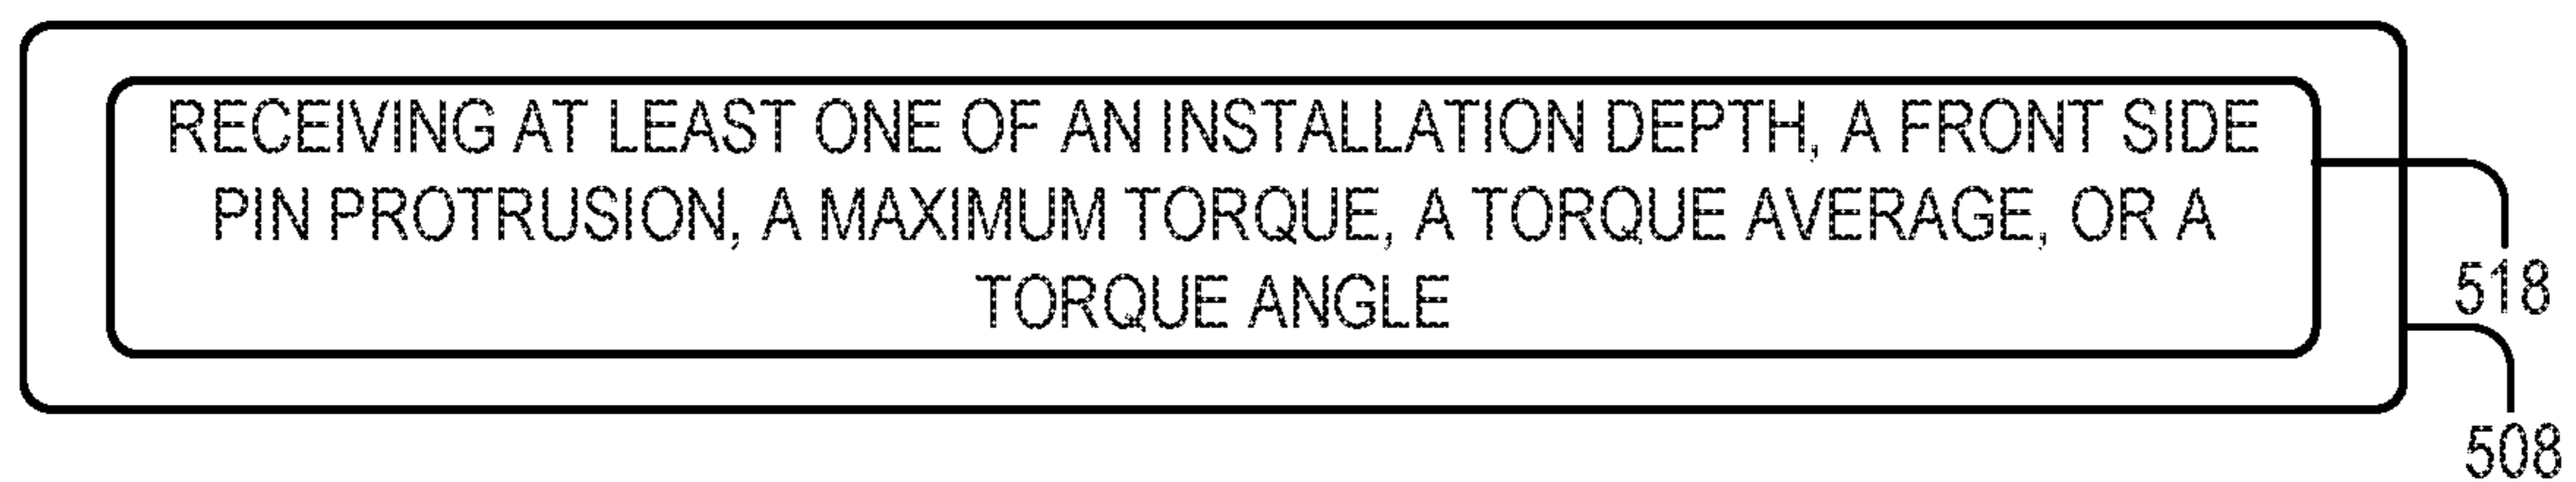 RECEIVING AT LEAST ONE OF AN INSTALLATION DEPTH, A FRONT SIDE
PIN PROTRUSION, A MAXIMUM TORQUE, A TORQUE AVERAGE, OR A
TORQUE ANGLE
518
508